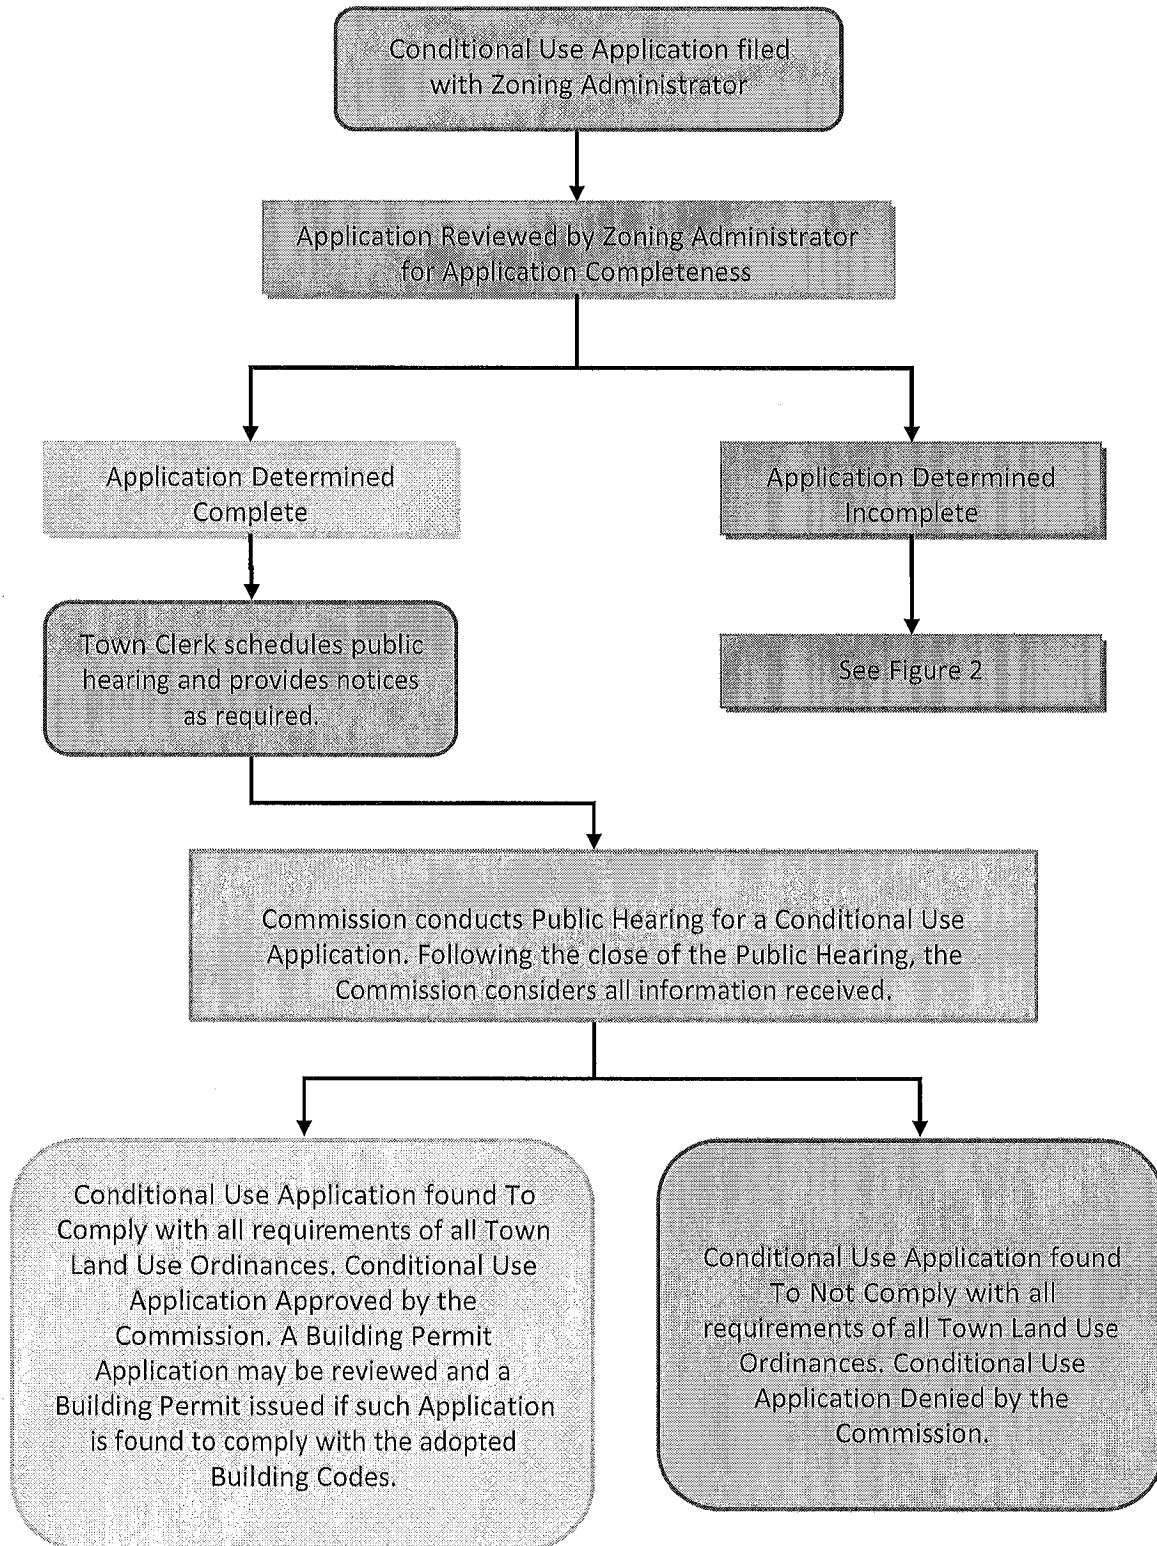 Conditional Use Application filed
with Zoning Administrator
Application Reviewed by Zoning Administrator
for Application Completeness
Application Determined
Complete
Application Determined
Incomplete
Town Clerk schedules public
hearing and provides notices
as required.
See Figure 2
Commission conducts Public Hearing for a Conditional Use
Application. Following the close of the Public Hearing, the
Commission considers all information received.
Conditional Use Application found To
Comply with all requirements of all Town
Land Use Ordinances. Conditional Use
Application Approved by the
Commission. A Building Permit
Application may be reviewed and a
Building Permit issued if such Application
is found to comply with the adopted
Building Codes.
Conditional Use Application found
To Not Comply with all
requirements of all Town Land Use
Ordinances. Conditional Use
Application Denied by the
Commission.